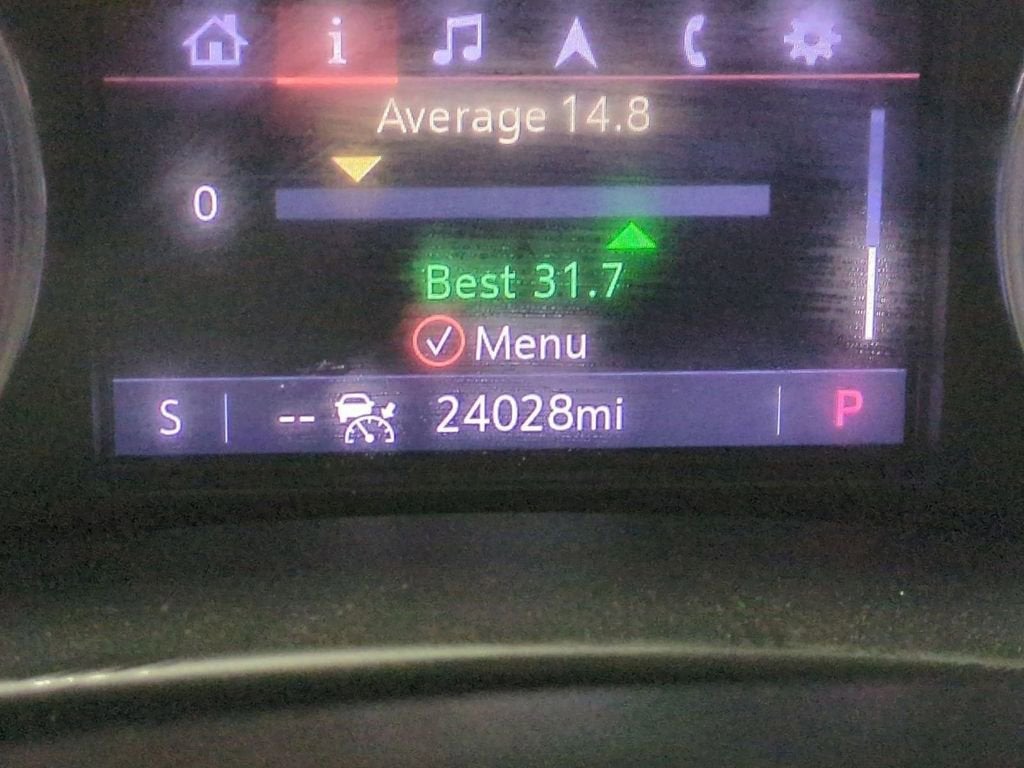 i
Average 14.8
0
Best 31.7
Menu
S -- 24028mi P